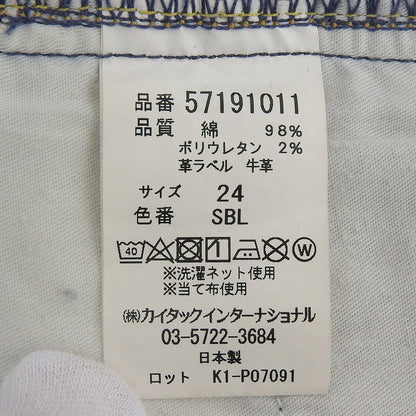 品番 57191011
品質 綿 98%
ポリウレタン 2%
革ラベル 牛革
サイズ 24
色番 SBL
40 W
※洗濯ネット使用
※当て布使用
㈱カイタックインターナショナル
03-5722-3684
日本製
ロット K1-P07091